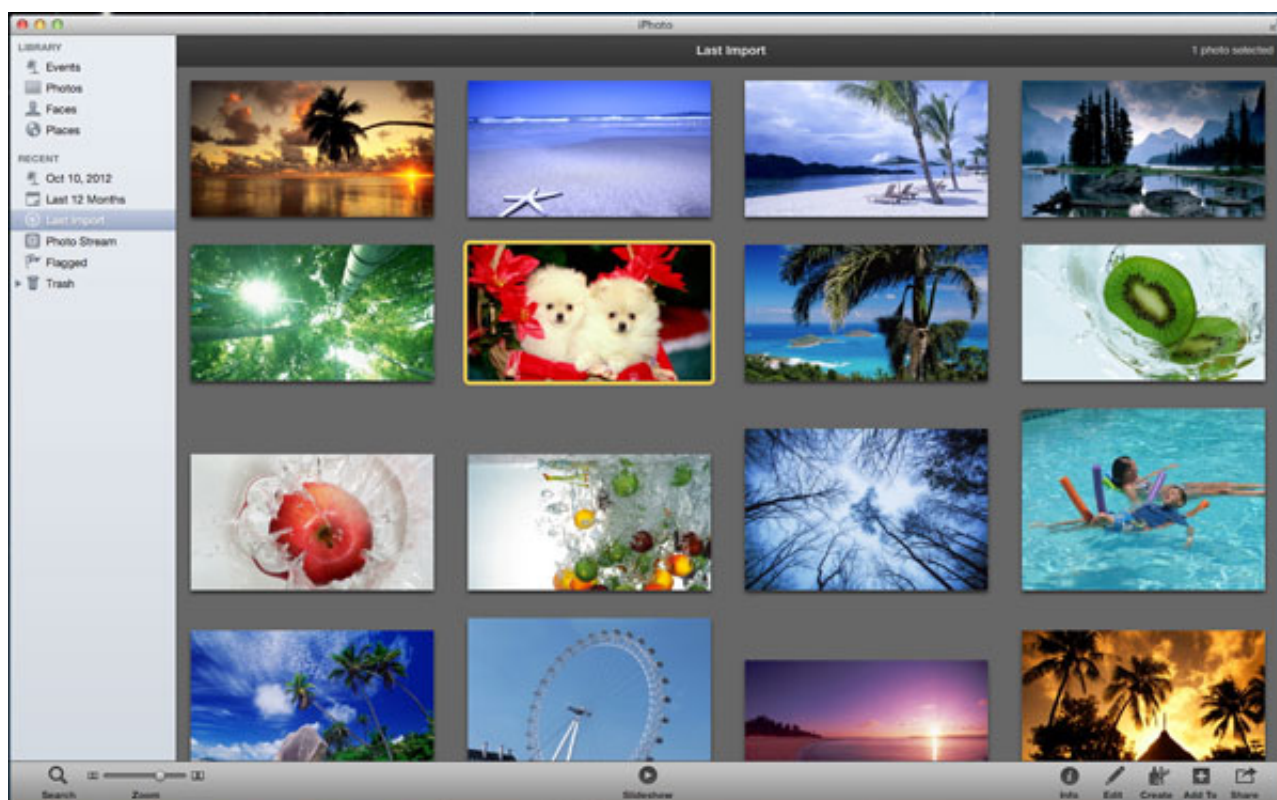 iPhoto
LIBRARY
Events
Photos
Faces
Places
RECENT
Oct 10, 2012
Last 12 Months
Last Import
Photo Stream
Flagged
Trash
Last Import
1 photo selected
Search
Zoom
Slideshow
Info
Edit
Create
Add To
Share